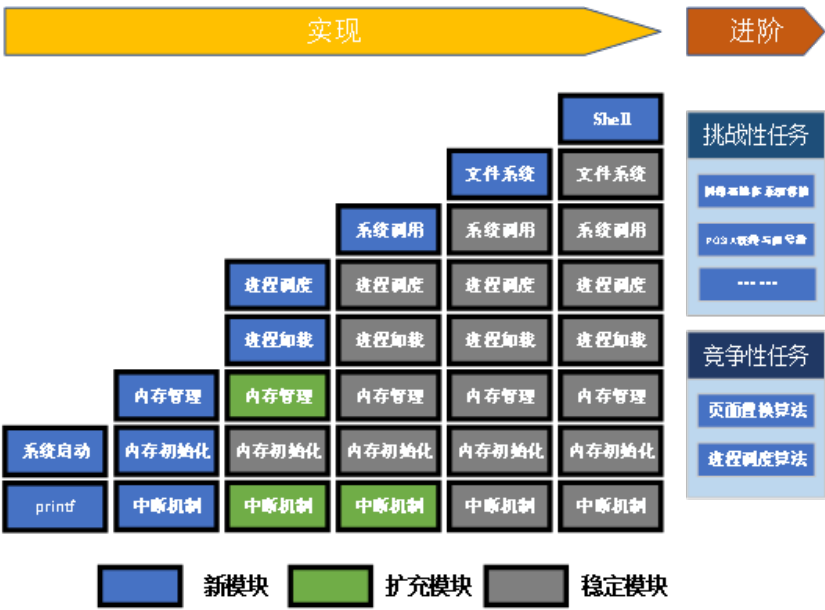 实现
进阶
Shell
挑战性任务
文件系统 文件系统
系统调用 系统调用 系统调用
进程调度 进程调度 进程调度 进程调度
进程加载 进程加载 进程加载 进程加载
竞争性任务
内存管理 内存管理 内存管理 内存管理 内存管理
页面置换算法
系统启动 内存初始化 内存初始化 内存初始化 内存初始化 内存初始化
进程调度算法
printf 中断机制 中断机制 中断机制 中断机制 中断机制
新模块 扩充模块 稳定模块